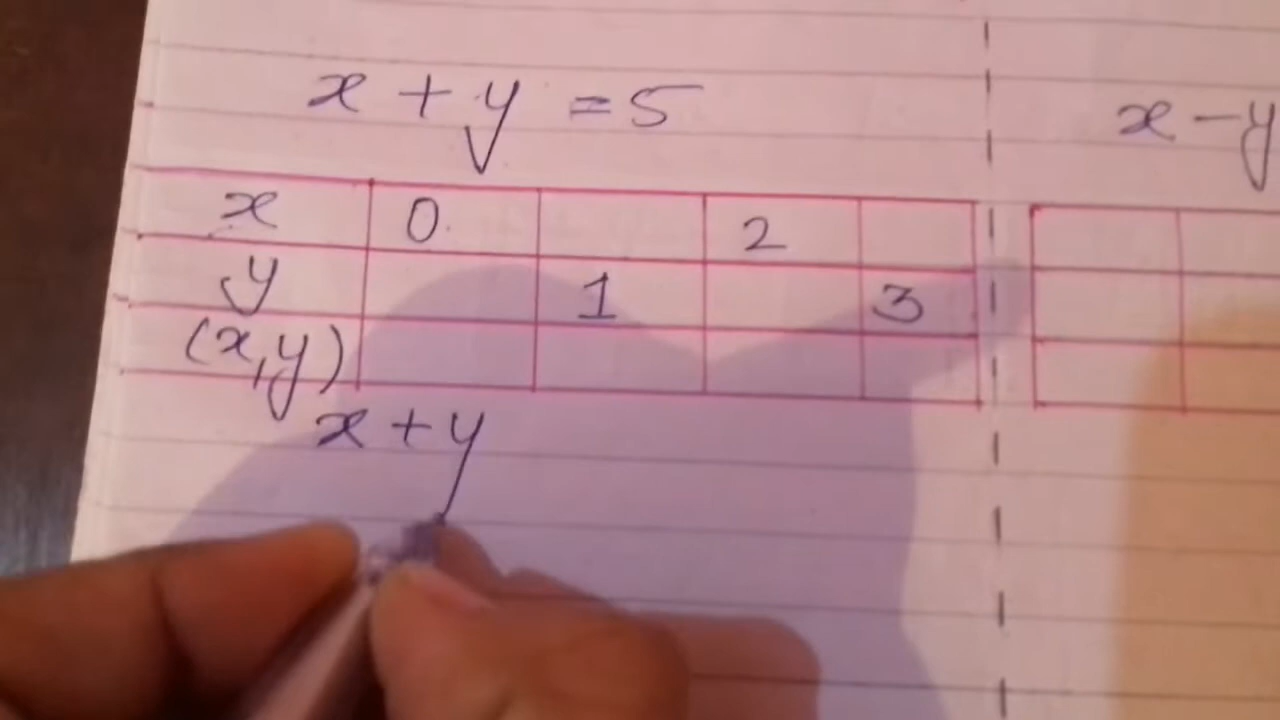 x + y = 5
x - y
x 0 2
y 1 3
(x,y)
x + y